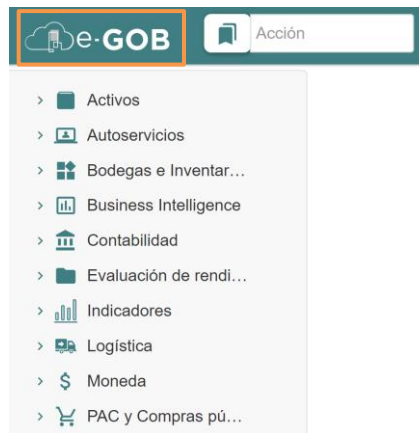 e-GOB
Acción
Activos
Autoservicios
Bodegas e Inventar...
Business Intelligence
Contabilidad
Evaluación de rendi...
Indicadores
Logística
Moneda
PAC y Compras pú...